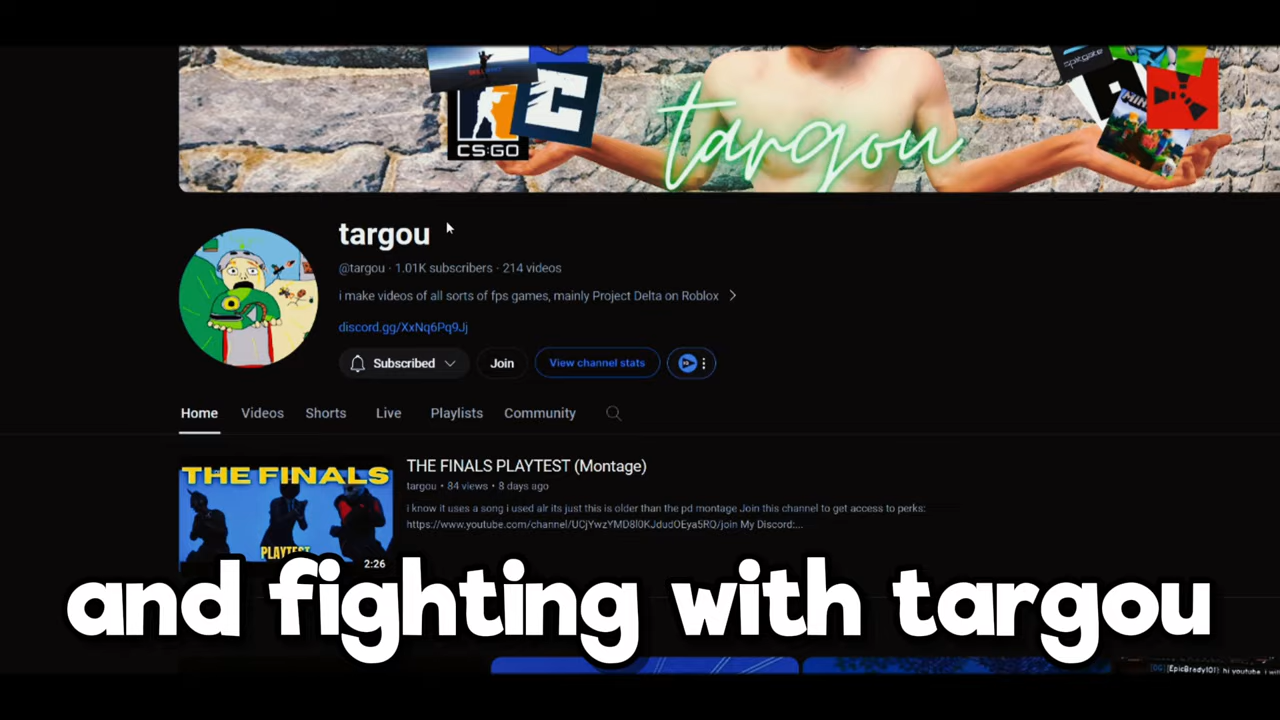 CS:GO
targou
targou
@targou · 1.01K subscribers · 214 videos
i make videos of all sorts of fps games, mainly Project Delta on Roblox
discord.gg/XxNq6Pq9Jj
Subscribed
Join
View channel stats
Home
Videos
Shorts
Live
Playlists
Community
THE FINALS
PLAYTEST
2:26
THE FINALS PLAYTEST (Montage)
targou • 84 views • 8 days ago
i know it uses a song i used alr its just this is older than the pd montage Join this channel to get access to perks:
https://www.youtube.com/channel/UCjYwzYMD8l0KJdudOEya5RQ/join My Discord:...
and fighting with targou
[EpicBrady101] hi youtube i will